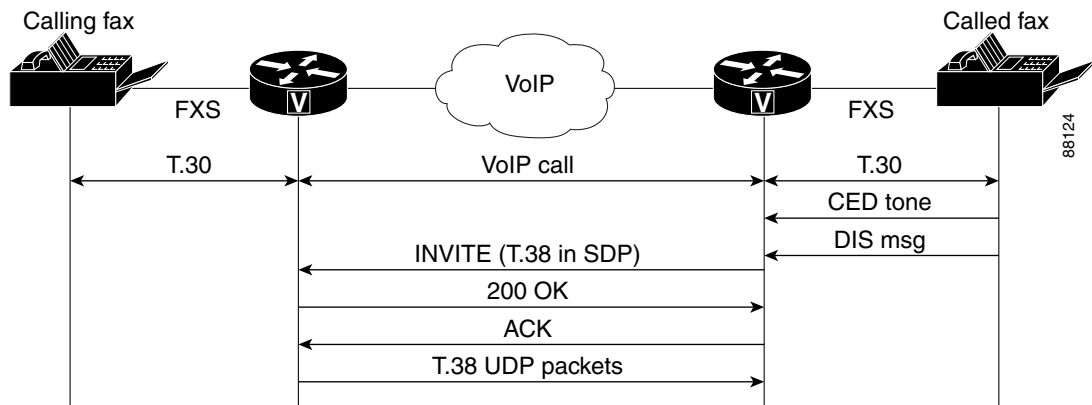 Calling fax
Called fax
VoIP
V
V
FXS
FXS
88124
T.30
VoIP call
T.30
CED tone
DIS msg
INVITE (T.38 in SDP)
200 OK
ACK
T.38 UDP packets